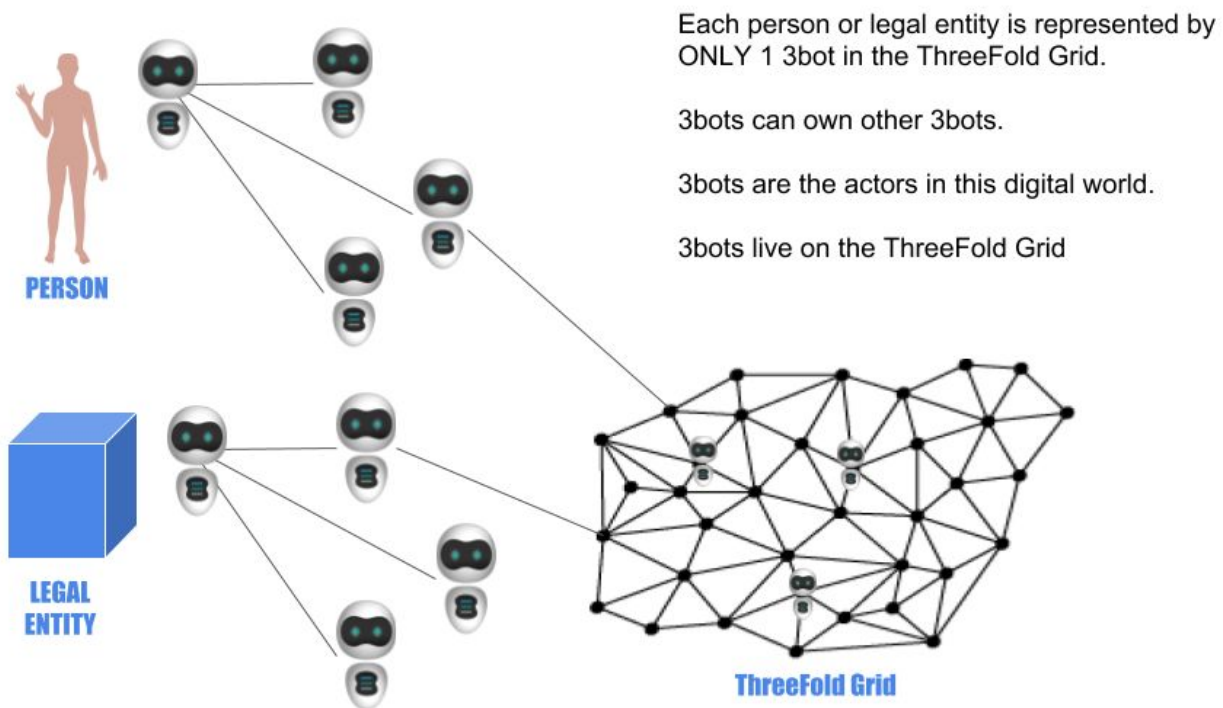 Each person or legal entity is represented by
ONLY 1 3bot in the ThreeFold Grid.
3bots can own other 3bots.
3bots are the actors in this digital world.
3bots live on the ThreeFold Grid
PERSON
LEGAL
ENTITY
ThreeFold Grid